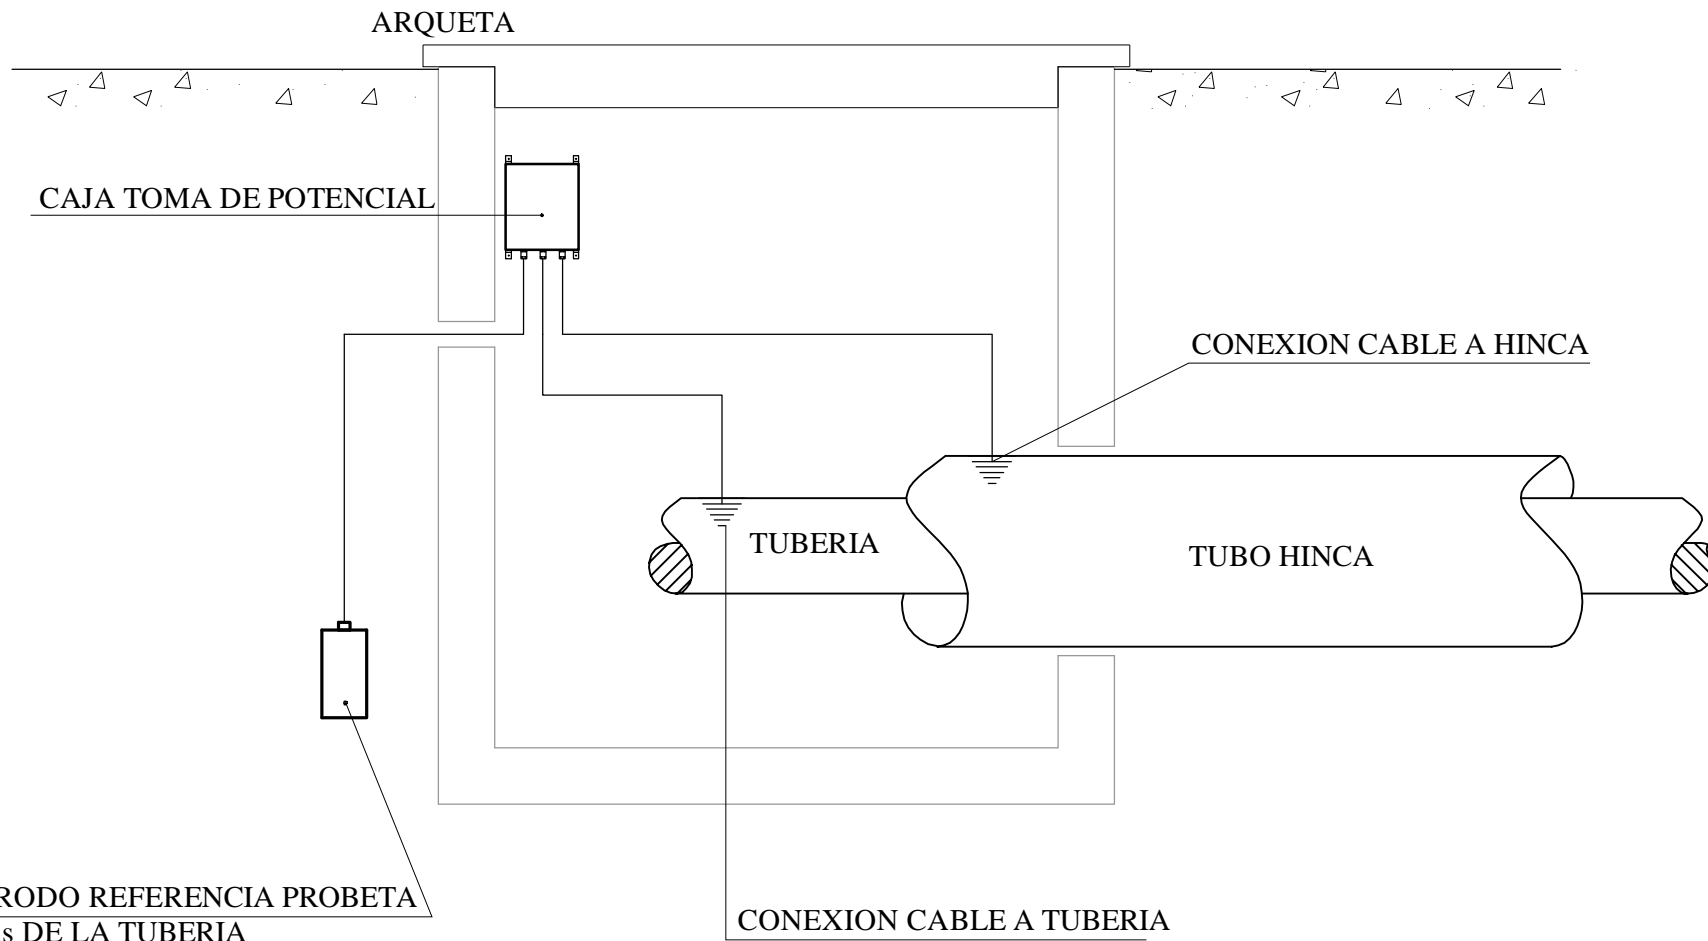 ARQUETA
CAJA TOMA DE POTENCIAL
CONEXION CABLE A HINCA
TUBERIA
TUBO HINCA
REFERENCIA PROBETA
DE LA TUBERIA
CONEXION CABLE A TUBERIA